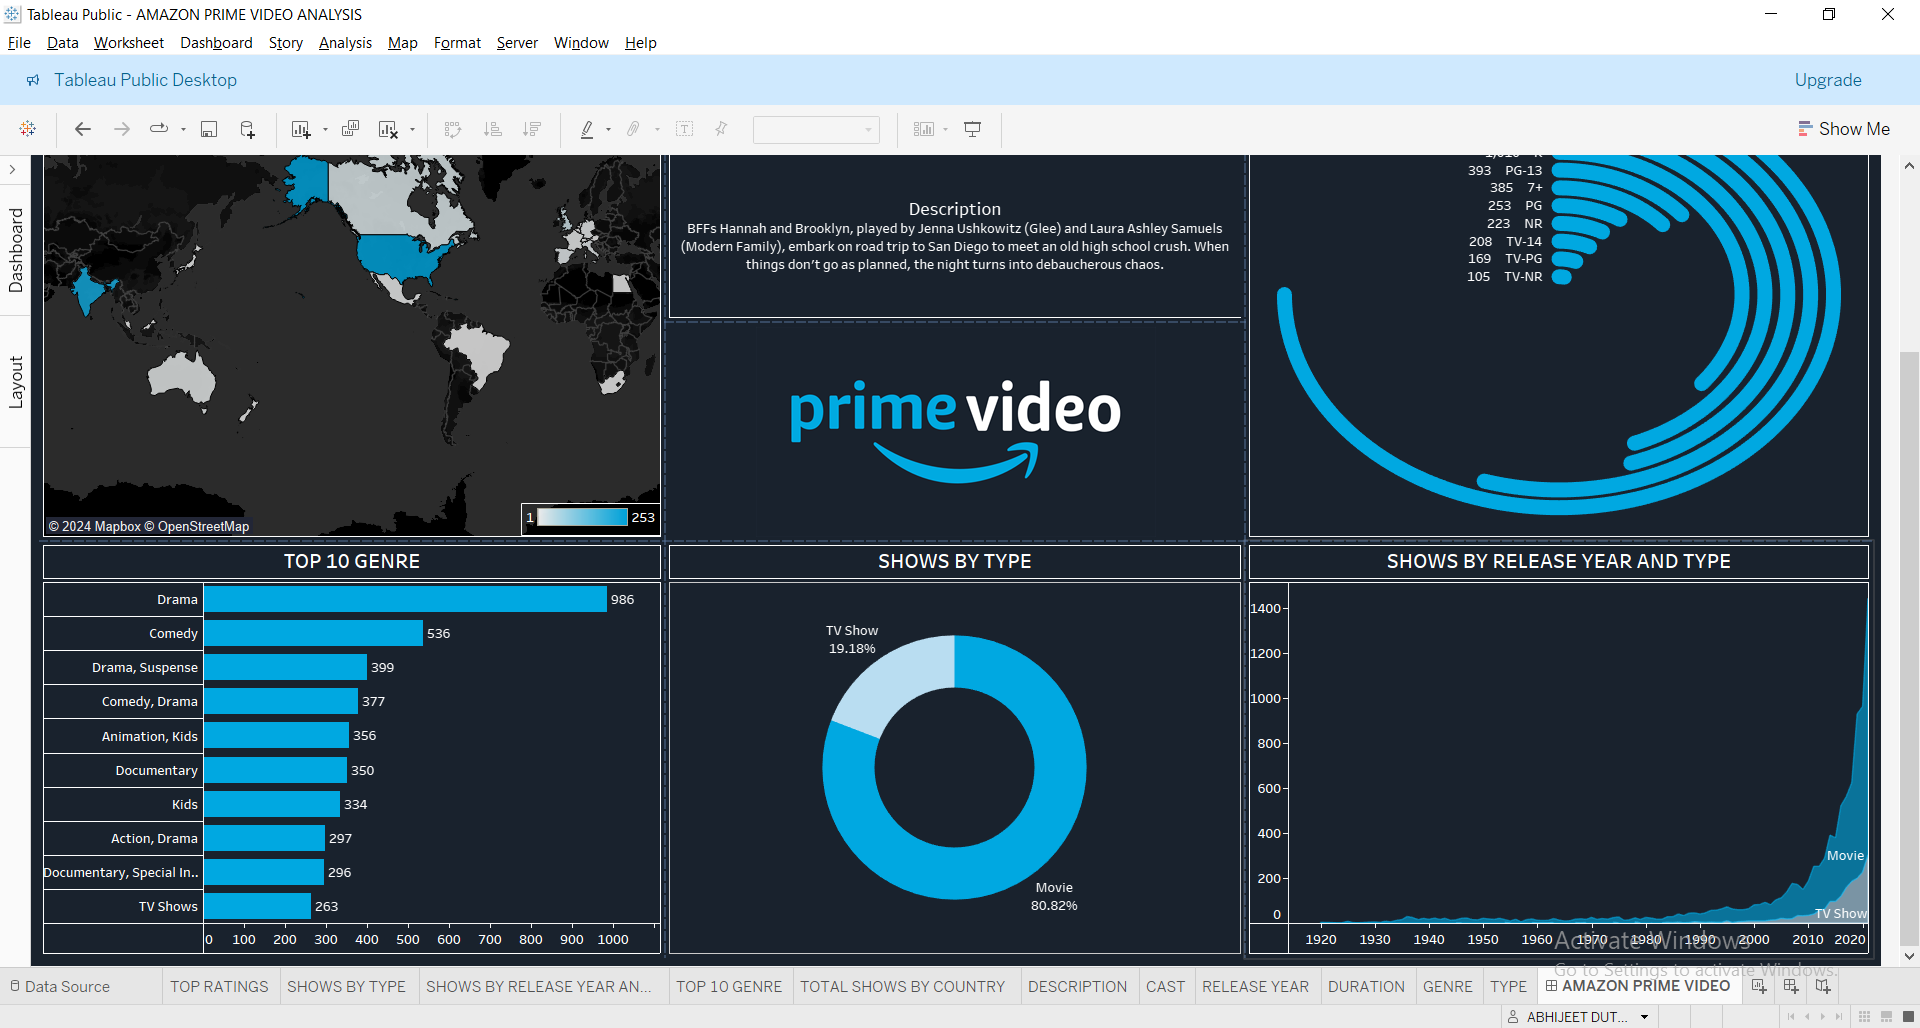 Tableau Public - AMAZON PRIME VIDEO ANALYSIS
File Data Worksheet Dashboard Story Analysis Map Format Server Window Help
Tableau Public Desktop
Upgrade
Show Me
Dashboard
Layout
© 2024 Mapbox © OpenStreetMap
1 253
Description
BFFs Hannah and Brooklyn, played by Jenna Ushkowitz (Glee) and Laura Ashley Samuels
(Modern Family), embark on road trip to San Diego to meet an old high school crush. When
things don't go as planned, the night turns into debaucherous chaos.
prime video
393 PG-13
385 7+
253 PG
223 NR
208 TV-14
169 TV-PG
105 TV-NR
TOP 10 GENRE
Drama 986
Comedy 536
Drama, Suspense 399
Comedy, Drama 377
Animation, Kids 356
Documentary 350
Kids 334
Action, Drama 297
Documentary, Special In.. 296
TV Shows 263
0 100 200 300 400 500 600 700 800 900 1000
SHOWS BY TYPE
TV Show
19.18%
Movie
80.82%
SHOWS BY RELEASE YEAR AND TYPE
1400
1200
1000
800
600
400
200
0
Movie
TV Show
1920 1930 1940 1950 1960 1970 1980 1990 2000 2010 2020
Activate Windows
Go to Settings to activate Windows.
Data Source TOP RATINGS SHOWS BY TYPE SHOWS BY RELEASE YEAR AN... TOP 10 GENRE TOTAL SHOWS BY COUNTRY DESCRIPTION CAST RELEASE YEAR DURATION GENRE TYPE AMAZON PRIME VIDEO
ABHIJEET DUT...